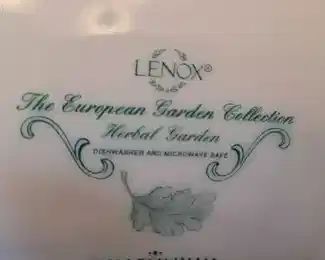 LENOX®
The European Garden Collection
Herbal Garden
DISHWASHER AND MICROWAVE SAFE